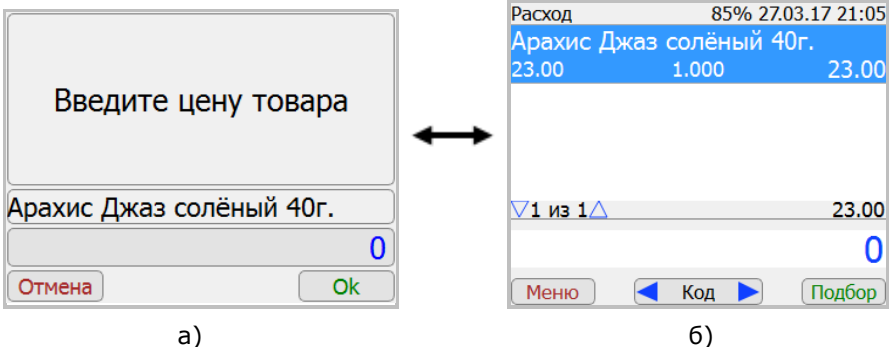 Введите цену товара
Арахис Джаз солёный 40г.
0
Отмена Ok
а)
Расход 85% 27.03.17 21:05
Арахис Джаз солёный 40г.
23.00 1.000 23.00
▽1 из 1△ 23.00
0
Меню ◀ Код ▶ Подбор
б)